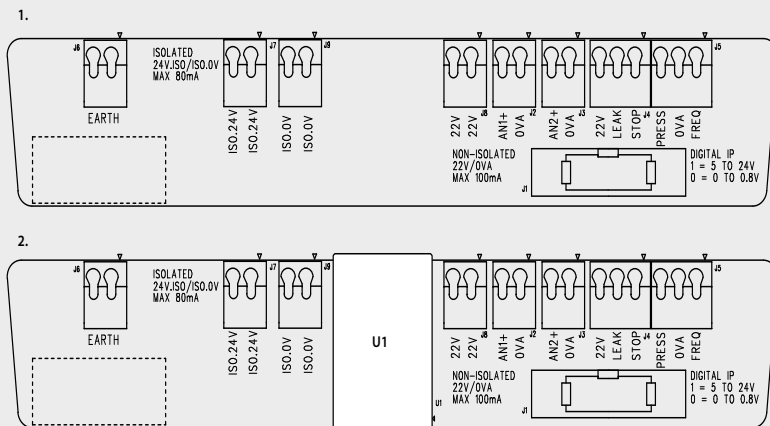 1.
J6
J7
J9
J5
ISOLATED
24V.ISO/ISO.0V
MAX 80mA
EARTH
ISO.24V
ISO.24V
ISO.0V
ISO.0V
22V
22V
J8
AN1+
0VA
J2
AN2+
0VA
J3
22V
LEAK
STOP
J4
PRESS
0VA
FREQ
NON-ISOLATED
22V/0VA
MAX 100mA
J1
DIGITAL IP
1 = 5 TO 24V
0 = 0 TO 0.8V
2.
J6
J7
J9
J5
ISOLATED
24V.ISO/ISO.0V
MAX 80mA
EARTH
ISO.24V
ISO.24V
ISO.0V
ISO.0V
U1
22V
22V
J8
AN1+
0VA
J2
AN2+
0VA
J3
22V
LEAK
STOP
J4
PRESS
0VA
FREQ
NON-ISOLATED
22V/0VA
MAX 100mA
U1
4
J1
DIGITAL IP
1 = 5 TO 24V
0 = 0 TO 0.8V